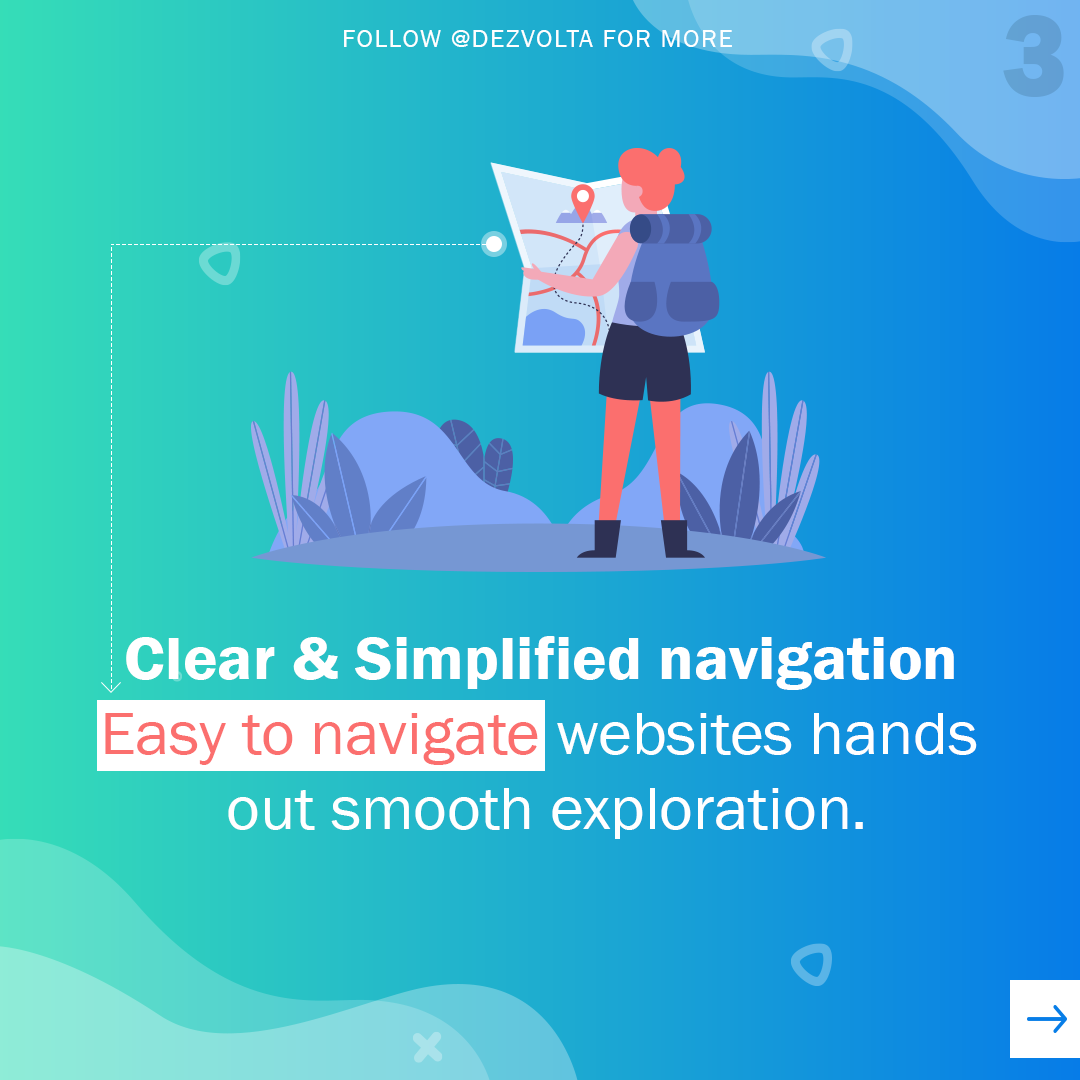 FOLLOW @DEZVOLTA FOR MORE
3
Clear & Simplified navigation
Easy to navigate websites hands
out smooth exploration.